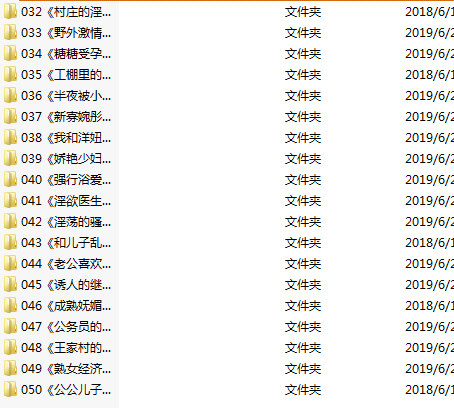 032《村庄的淫... 文件夹 2018/6/1
033《野外激情... 文件夹 2019/6/2
034《糖糖受孕... 文件夹 2019/6/2
035《工棚里的... 文件夹 2018/6/1
036《半夜被小... 文件夹 2019/6/2
037《新寡婉彤... 文件夹 2019/6/2
038《我和洋妞... 文件夹 2019/6/2
039《娇艳少妇... 文件夹 2019/6/2
040《强行浴爱... 文件夹 2019/6/2
041《淫欲医生... 文件夹 2019/6/2
042《淫荡的骚... 文件夹 2019/6/2
043《和儿子乱... 文件夹 2018/6/1
044《老公喜欢... 文件夹 2019/6/2
045《诱人的继... 文件夹 2019/6/2
046《成熟妩媚... 文件夹 2018/6/1
047《公务员的... 文件夹 2019/6/2
048《王家村的... 文件夹 2019/6/2
049《熟女经济... 文件夹 2019/6/2
050《公公儿子... 文件夹 2018/6/1